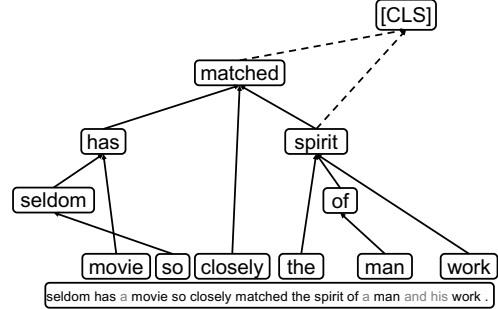 [CLS]
matched
has spirit
seldom of
movie so closely the man work
seldom has a movie so closely matched the spirit of a man and his work .